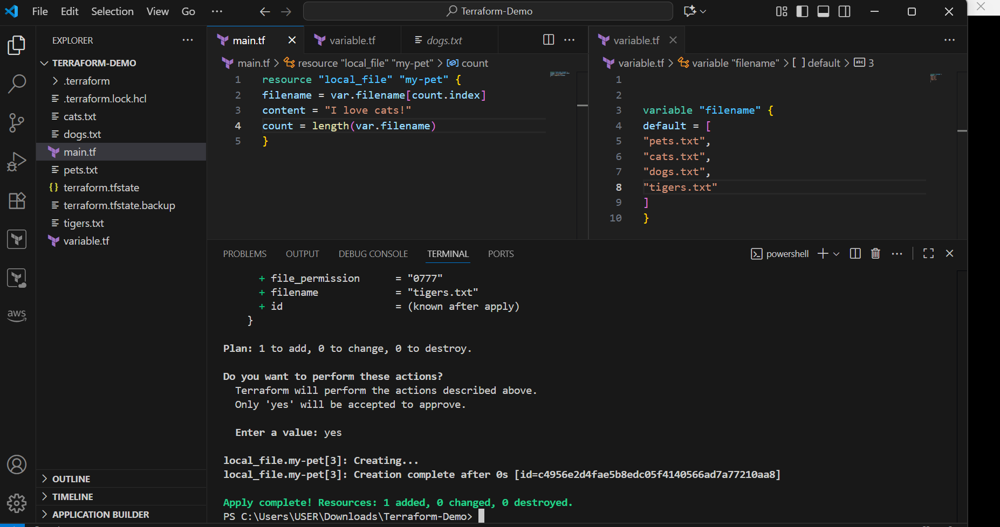 File Edit Selection View Go ··· Terraform-Demo
EXPLORER ···
TERRAFORM-DEMO
.terraform
.terraform.lock.hcl
cats.txt
dogs.txt
main.tf
pets.txt
{} terraform.tfstate
terraform.tfstate.backup
tigers.txt
variable.tf
OUTLINE
TIMELINE
APPLICATION BUILDER
aws
main.tf variable.tf dogs.txt ···
main.tf > resource "local_file" "my-pet" > count
1 resource "local_file" "my-pet" {
2 filename = var.filename[count.index]
3 content = "I love cats!"
4 count = length(var.filename)
5 }
variable.tf ···
variable.tf > variable "filename" > [ ] default > abc 3
1
2
3 variable "filename" {
4 default = [
5 "pets.txt",
6 "cats.txt",
7 "dogs.txt",
8 "tigers.txt"
9 ]
10 }
PROBLEMS OUTPUT DEBUG CONSOLE TERMINAL PORTS powershell ···
+ file_permission = "0777"
+ filename = "tigers.txt"
+ id = (known after apply)
}
Plan: 1 to add, 0 to change, 0 to destroy.
Do you want to perform these actions?
Terraform will perform the actions described above.
Only 'yes' will be accepted to approve.
Enter a value: yes
local_file.my-pet[3]: Creating...
local_file.my-pet[3]: Creation complete after 0s [id=c4956e2d4fae5b8edc05f4140566ad7a77210aa8]
Apply complete! Resources: 1 added, 0 changed, 0 destroyed.
PS C:\Users\USER\Downloads\Terraform-Demo>